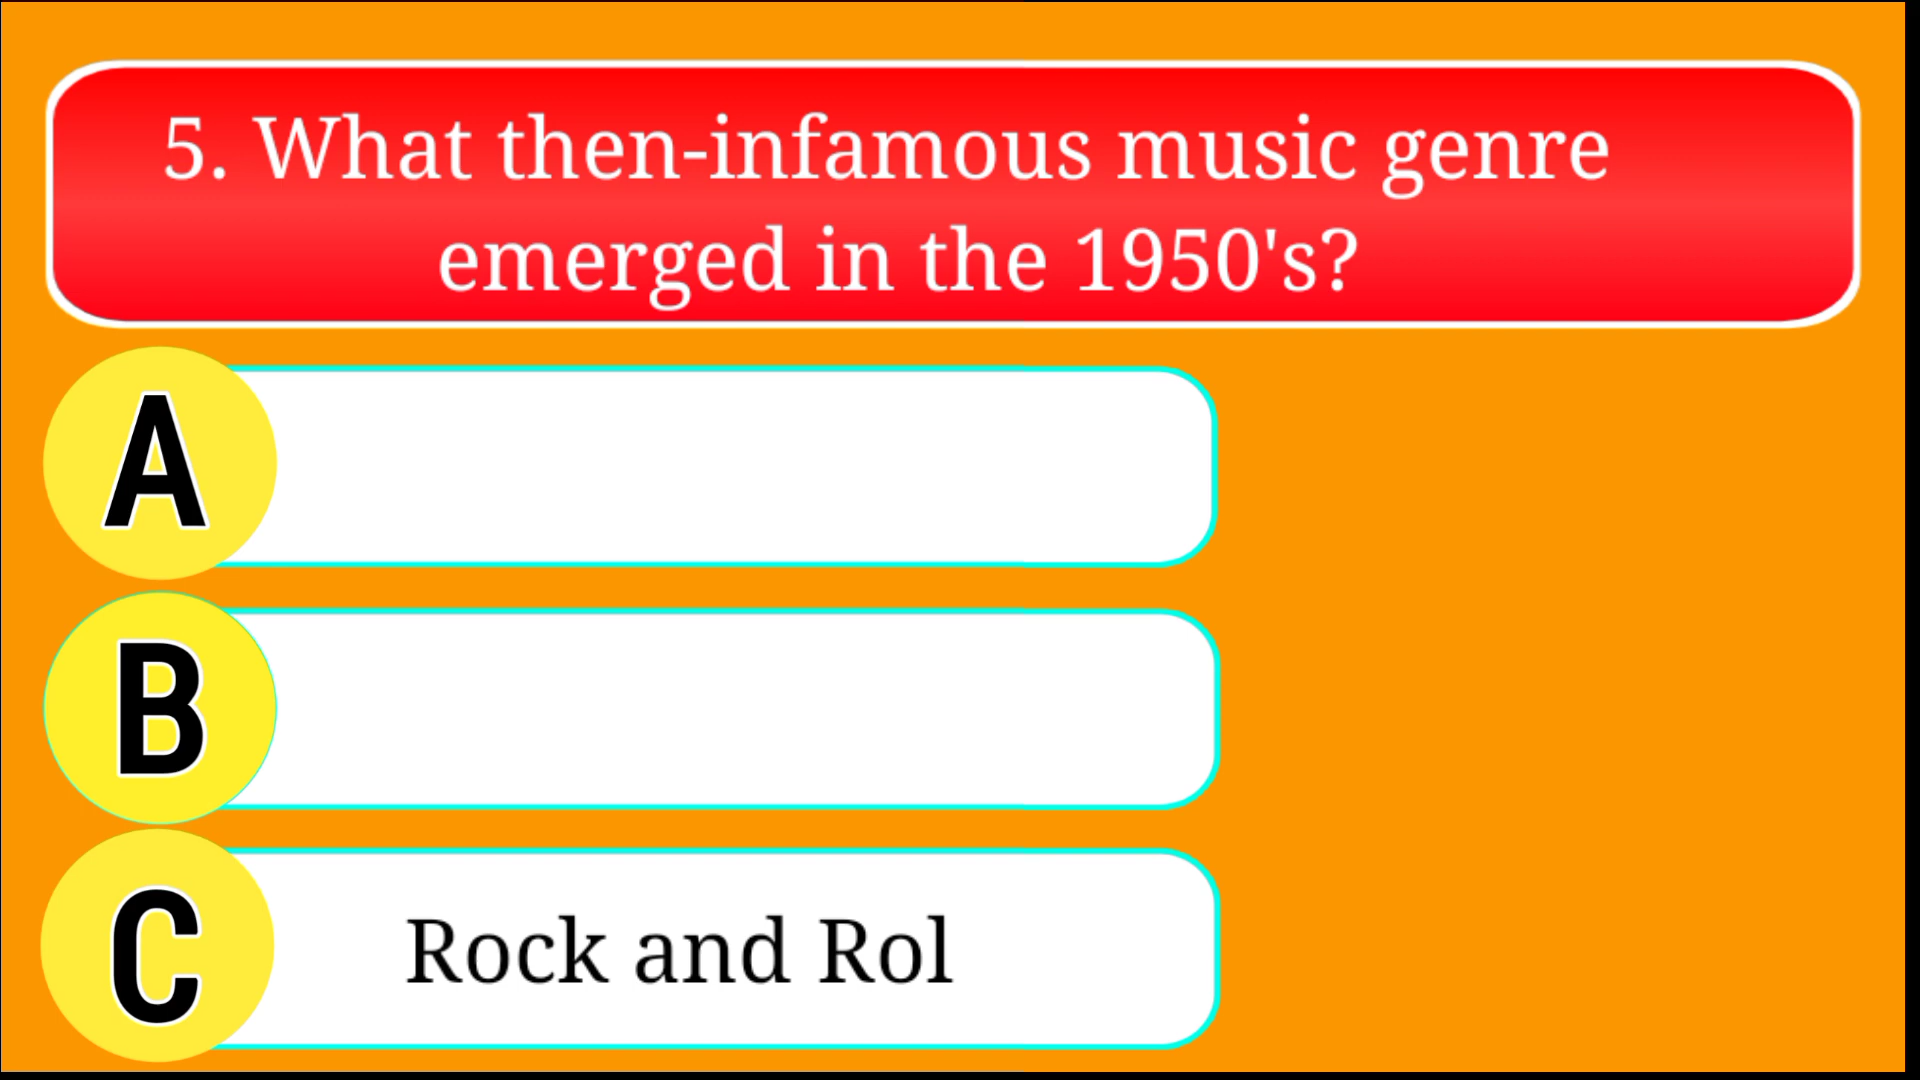 5. What then-infamous music genre
emerged in the 1950's?
A
B
C
Rock and Rol